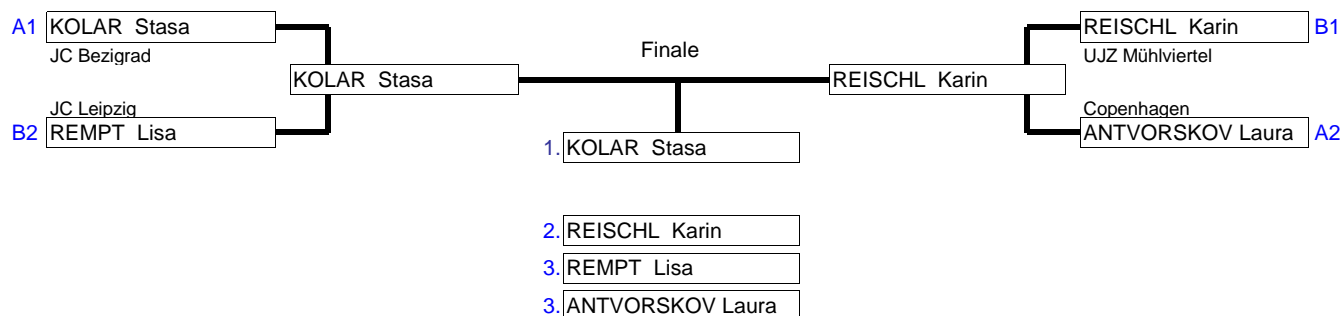 A1 KOLAR Stasa
JC Bezigrad
REISCHL Karin B1
UJZ Mühlviertel
Finale
KOLAR Stasa
REISCHL Karin
JC Leipzig
B2 REMPT Lisa
Copenhagen
ANTVORSKOV Laura A2
1. KOLAR Stasa
2. REISCHL Karin
3. REMPT Lisa
3. ANTVORSKOV Laura